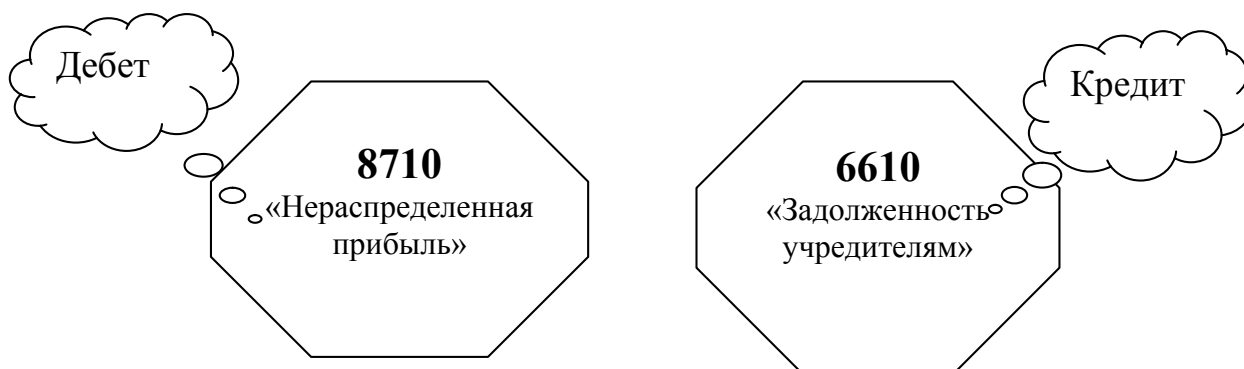 Дебет
8710
«Нераспределенная
прибыль»
Кредит
6610
«Задолженность
учредителям»